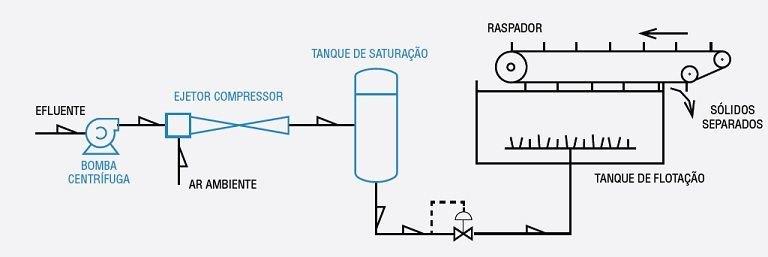 RASPADOR
TANQUE DE SATURAÇÃO
EJETOR COMPRESSOR
EFLUENTE
SÓLIDOS
SEPARADOS
BOMBA
CENTRÍFUGA
AR AMBIENTE
TANQUE DE FLOTAÇÃO